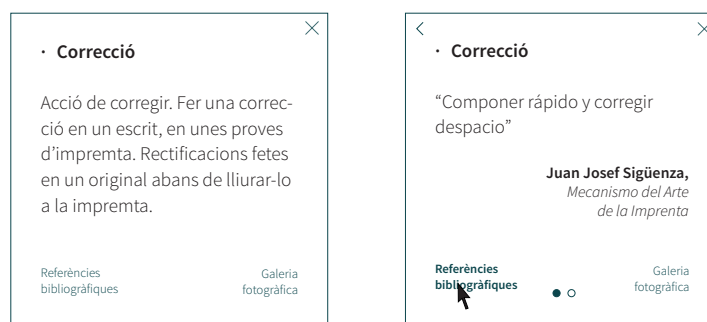 · Correcció
Acció de corregir. Fer una correc-
ció en un escrit, en unes proves
d’impremta. Rectificacions fetes
en un original abans de lliurar-lo
a la impremta.
Referències
bibliogràfiques
Galeria
fotogràfica
· Correcció
“Componer rápido y corregir
despacio”
Juan Josef Sigüenza,
Mecanismo del Arte
de la Imprenta
Referències
bibliogràfiques
Galeria
fotogràfica